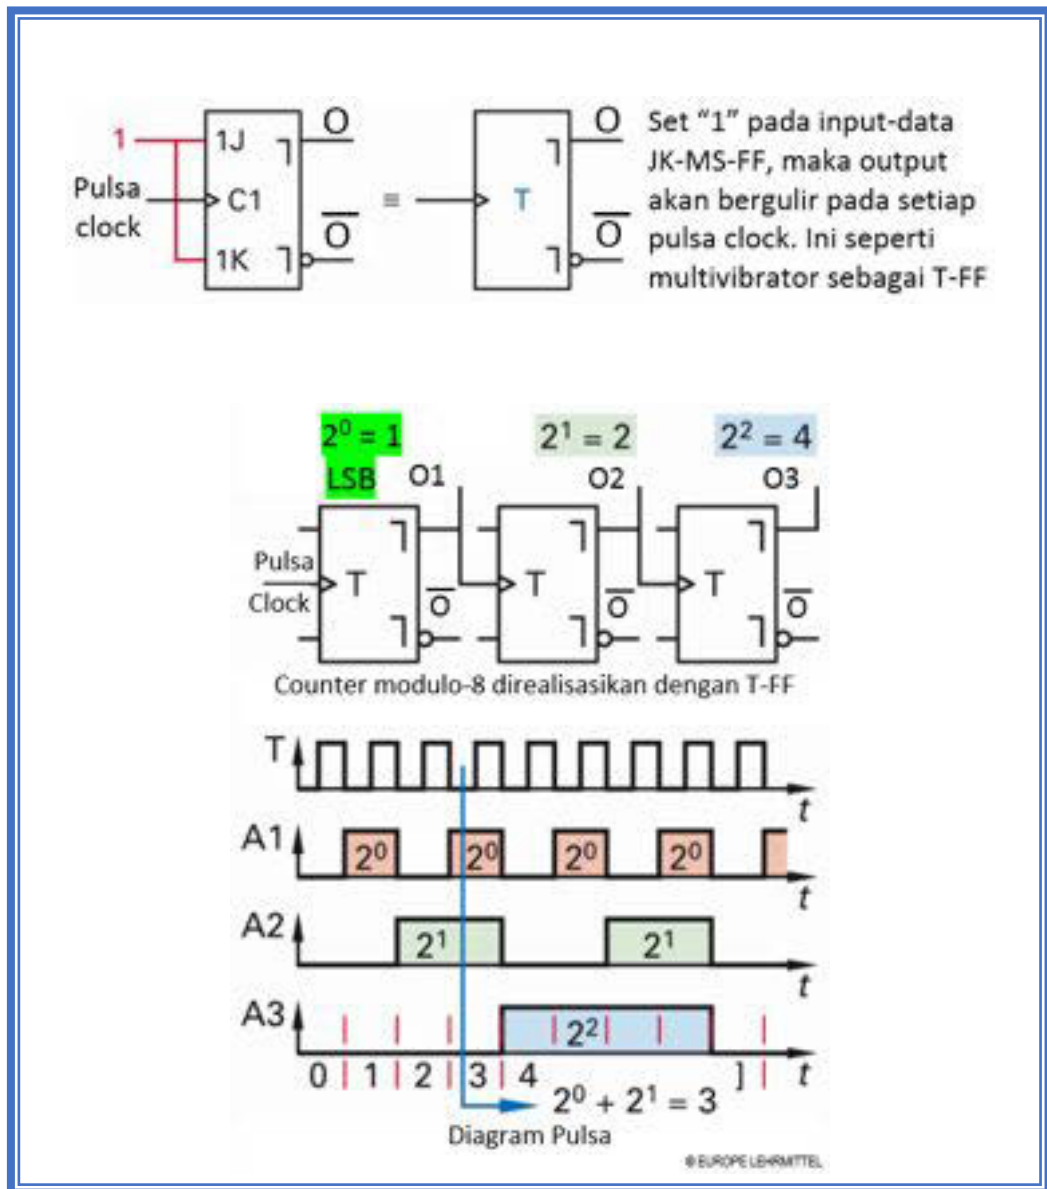 1
1J
O
Pulsa
clock
C1
1K
O
≡
T
O
O
Set “1” pada input-data
JK-MS-FF, maka output
akan bergulir pada setiap
pulsa clock. Ini seperti
multivibrator sebagai T-FF
2⁰ = 1
LSB
O1
2¹ = 2
O2
2² = 4
O3
Pulsa
Clock
T
O
T
O
T
O
Counter modulo-8 direalisasikan dengan T-FF
T
t
A1
2⁰ 2⁰ 2⁰ 2⁰
t
A2
2¹ 2¹
t
A3
2²
0 | 1 | 2 | 3 | 4 ] | t
2⁰ + 2¹ = 3
Diagram Pulsa
© EUROPE LEHRMITTEL